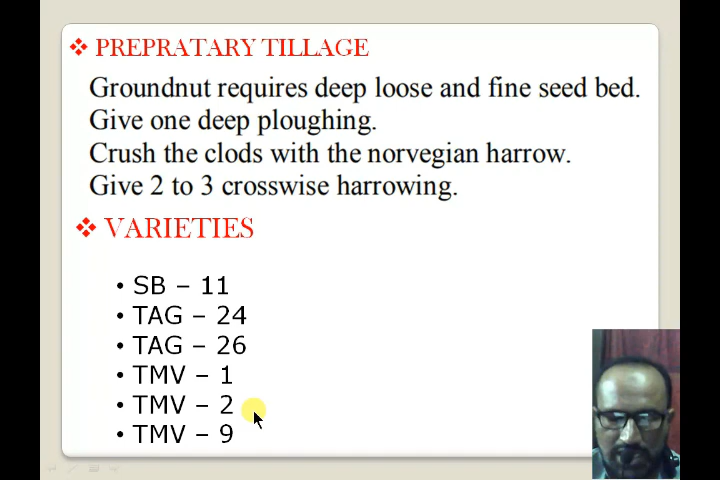 ❖ PREPRATARY TILLAGE
Groundnut requires deep loose and fine seed bed.
Give one deep ploughing.
Crush the clods with the norvegian harrow.
Give 2 to 3 crosswise harrowing.
❖ VARIETIES
• SB – 11
• TAG – 24
• TAG – 26
• TMV – 1
• TMV – 2
• TMV – 9